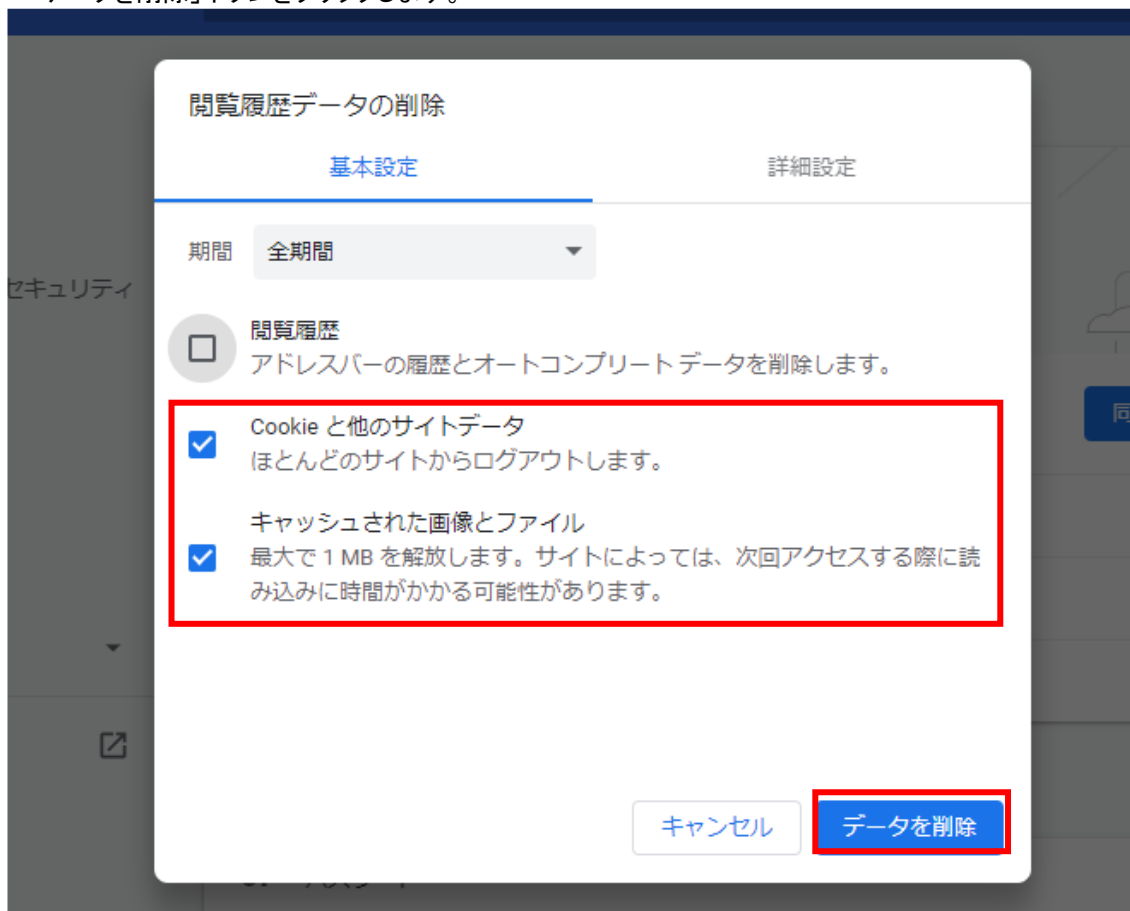 閲覧履歴データの削除
基本設定
詳細設定
期間
全期間
セキュリティ
閲覧履歴
アドレスバーの履歴とオートコンプリート データを削除します。
Cookie と他のサイトデータ
ほとんどのサイトからログアウトします。
キャッシュされた画像とファイル
最大で 1 MB を解放します。サイトによっては、次回アクセスする際に読
み込みに時間がかかる可能性があります。
キャンセル
データを削除